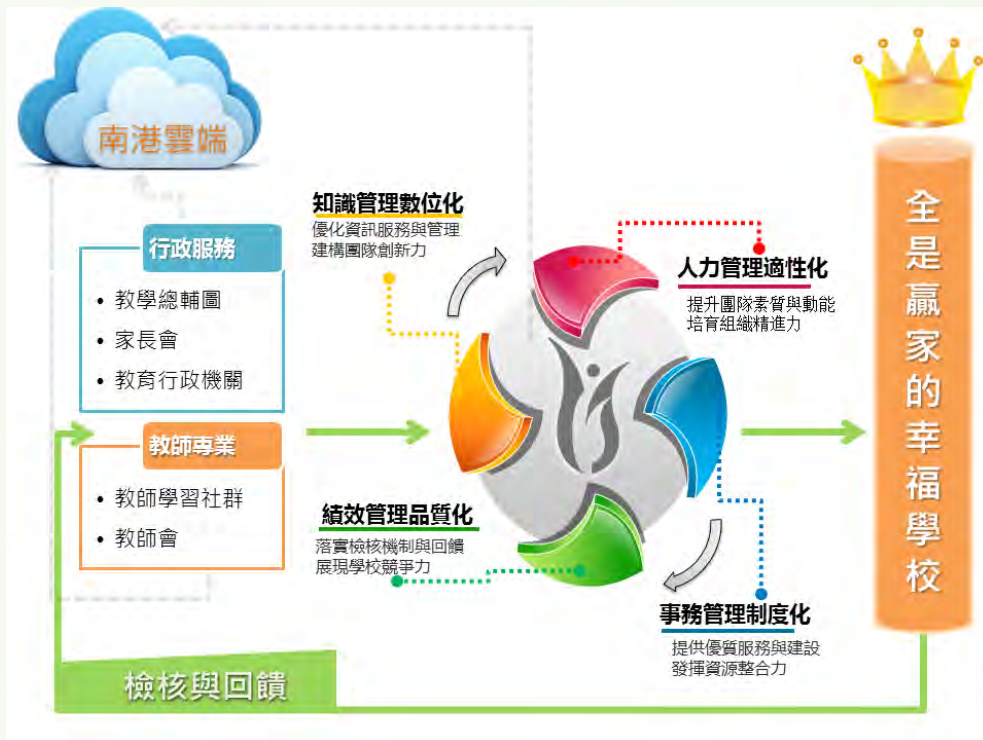 南港雲端
行政服務
• 教學總輔圖
• 家長會
• 教育行政機關
教師專業
• 教師學習社群
• 教師會
知識管理數位化
優化資訊服務與管理
建構團隊創新力
人力管理適性化
提升團隊素質與動能
培育組織精進力
績效管理品質化
落實檢核機制與回饋
展現學校競爭力
事務管理制度化
提供優質服務與建設
發揮資源整合力
全是贏家的幸福學校
檢核與回饋